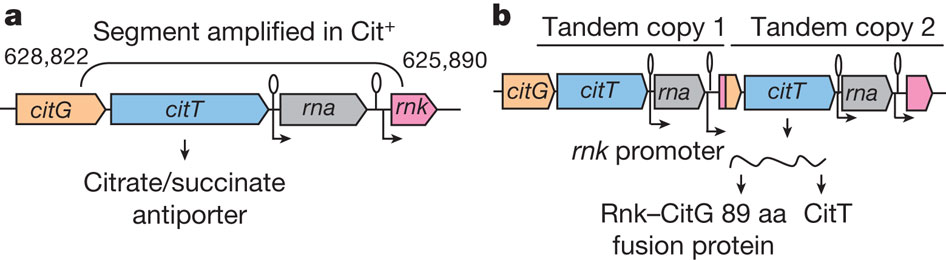 a
Segment amplified in Cit+
628,822
625,890
citG
citT
rna
rnk
Citrate/succinate
antiporter
b
Tandem copy 1
Tandem copy 2
citG
citT
rna
citT
rna
rnk promoter
Rnk–CitG 89 aa
fusion protein
CitT